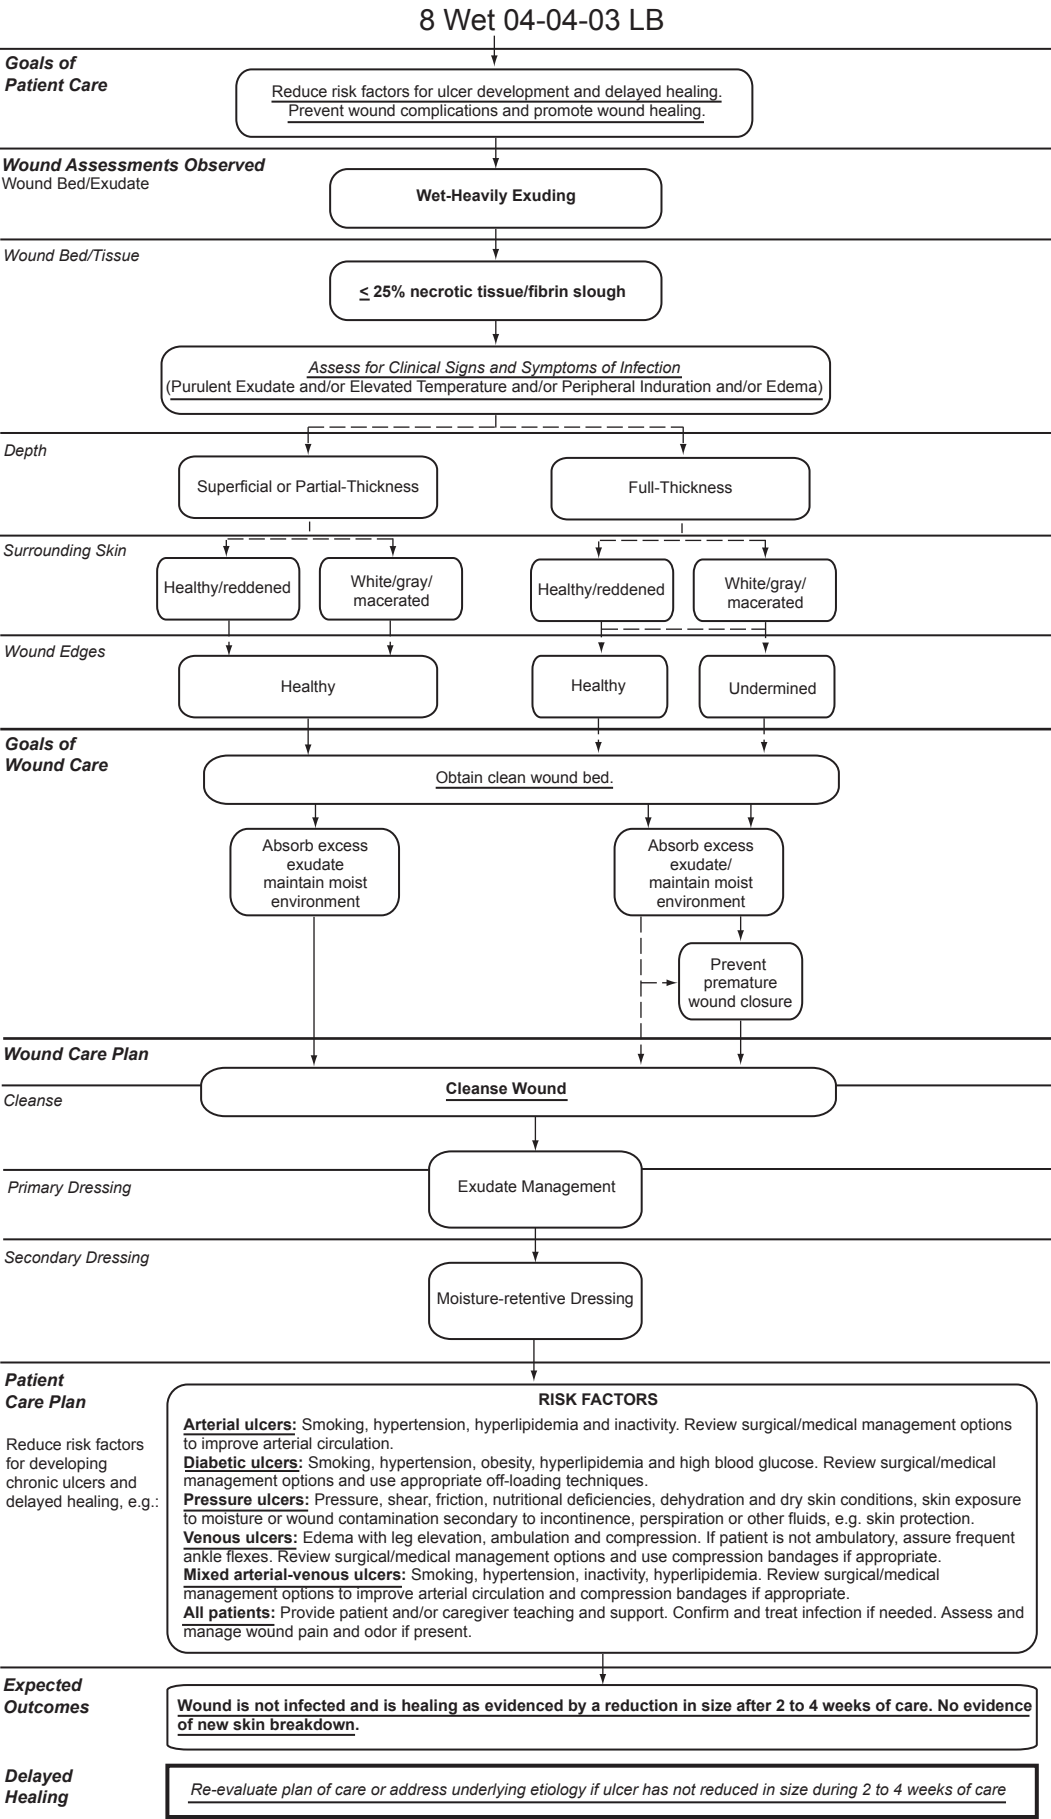 8 Wet 04-04-03 LB
Goals of
Patient Care
Reduce risk factors for ulcer development and delayed healing.
Prevent wound complications and promote wound healing.
Wound Assessments Observed
Wound Bed/Exudate
Wet-Heavily Exuding
Wound Bed/Tissue
≤ 25% necrotic tissue/fibrin slough
Assess for Clinical Signs and Symptoms of Infection
(Purulent Exudate and/or Elevated Temperature and/or Peripheral Induration and/or Edema)
Depth
Superficial or Partial-Thickness
Full-Thickness
Surrounding Skin
Healthy/reddened
White/gray/
macerated
Healthy/reddened
White/gray/
macerated
Wound Edges
Healthy
Healthy
Undermined
Goals of
Wound Care
Obtain clean wound bed.
Absorb excess
exudate
maintain moist
environment
Absorb excess
exudate/
maintain moist
environment
Prevent
premature
wound closure
Wound Care Plan
Cleanse
Cleanse Wound
Primary Dressing
Exudate Management
Secondary Dressing
Moisture-retentive Dressing
Patient
Care Plan
Reduce risk factors
for developing
chronic ulcers and
delayed healing, e.g.:
RISK FACTORS
Arterial ulcers: Smoking, hypertension, hyperlipidemia and inactivity. Review surgical/medical management options
to improve arterial circulation.
Diabetic ulcers: Smoking, hypertension, obesity, hyperlipidemia and high blood glucose. Review surgical/medical
management options and use appropriate off-loading techniques.
Pressure ulcers: Pressure, shear, friction, nutritional deficiencies, dehydration and dry skin conditions, skin exposure
to moisture or wound contamination secondary to incontinence, perspiration or other fluids, e.g. skin protection.
Venous ulcers: Edema with leg elevation, ambulation and compression. If patient is not ambulatory, assure frequent
ankle flexes. Review surgical/medical management options and use compression bandages if appropriate.
Mixed arterial-venous ulcers: Smoking, hypertension, inactivity, hyperlipidemia. Review surgical/medical
management options to improve arterial circulation and compression bandages if appropriate.
All patients: Provide patient and/or caregiver teaching and support. Confirm and treat infection if needed. Assess and
manage wound pain and odor if present.
Expected
Outcomes
Wound is not infected and is healing as evidenced by a reduction in size after 2 to 4 weeks of care. No evidence
of new skin breakdown.
Delayed
Healing
Re-evaluate plan of care or address underlying etiology if ulcer has not reduced in size during 2 to 4 weeks of care